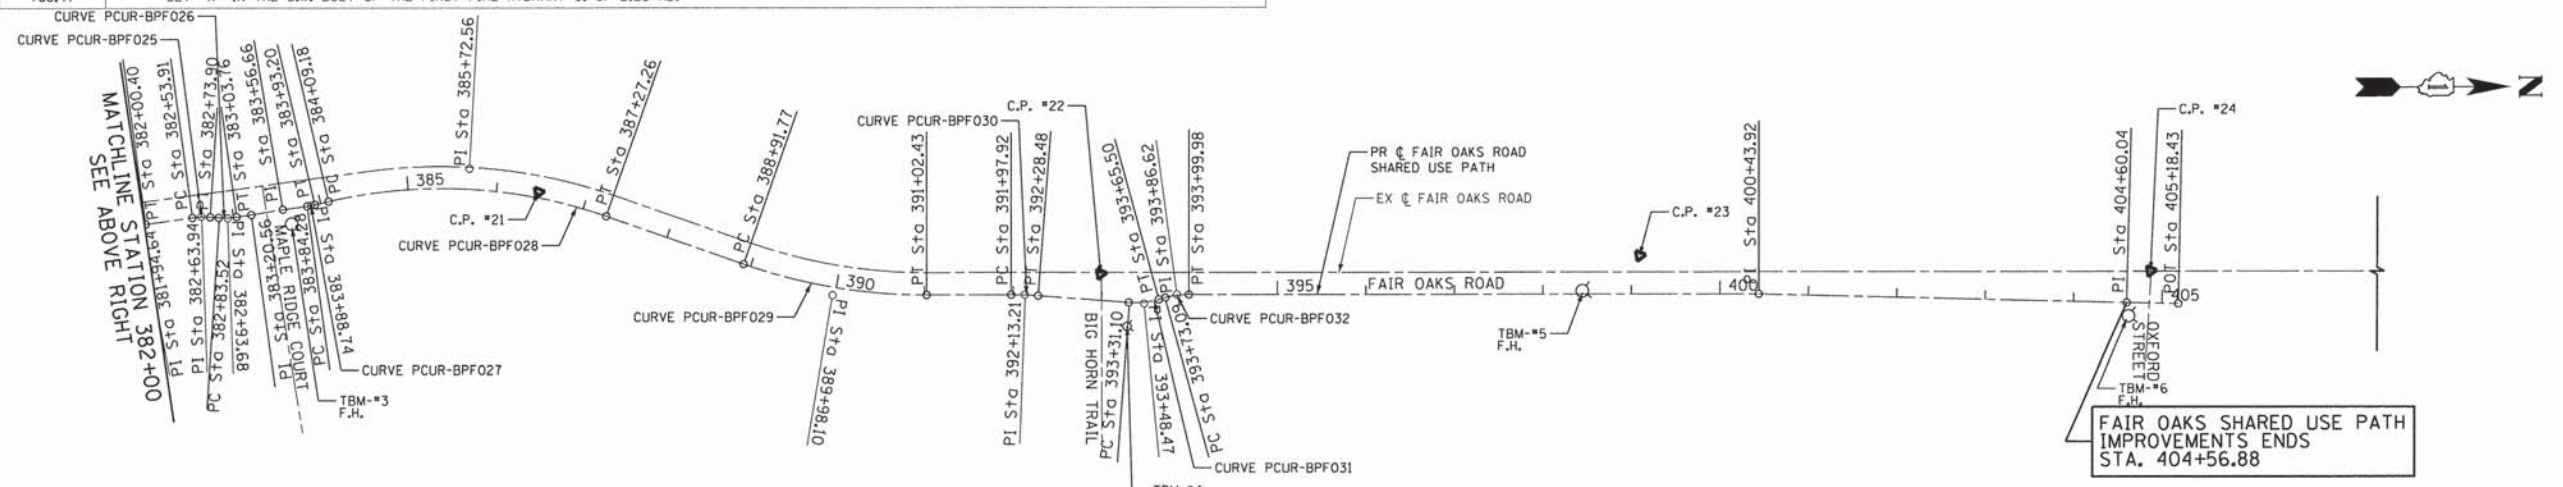 CURVE PCUR-BPF026
CURVE PCUR-BPF025
MATCHLINE STATION 382+00
SEE ABOVE RIGHT
Sta 382+00.40
PI Sta 381+94.64
PC Sta 382+53.91
PI Sta 382+63.94
PT Sta 382+73.90
PC Sta 382+83.52
PT Sta 383+03.76
PI Sta 383+20.56
PI Sta 383+56.66
MAPLE RIDGE COURT
PC Sta 383+84.28
PI Sta 383+88.74
PT Sta 383+93.20
PC Sta 384+09.18
CURVE PCUR-BPF027
TBM-#3
F.H.
385
PI Sta 385+72.56
C.P. #21
CURVE PCUR-BPF028
PT Sta 387+27.26
PC Sta 388+91.77
CURVE PCUR-BPF029
390
PI Sta 389+98.10
CURVE PCUR-BPF030
PT Sta 391+02.43
PC Sta 391+97.92
PI Sta 392+13.21
PT Sta 392+28.48
C.P. #22
BIG HORN TRAIL
PC Sta 393+31.10
PI Sta 393+48.47
PT Sta 393+65.50
PC Sta 393+73.09
PI Sta 393+86.62
PT Sta 393+99.98
CURVE PCUR-BPF032
CURVE PCUR-BPF031
PR ℄ FAIR OAKS ROAD
SHARED USE PATH
EX ℄ FAIR OAKS ROAD
395
FAIR OAKS ROAD
TBM-#5
F.H.
C.P. #23
400
PI Sta 400+43.92
PI Sta 404+60.04
POT Sta 405+18.43
C.P. #24
405
OXFORD
STREET
TBM-#6
F.H.
FAIR OAKS SHARED USE PATH
IMPROVEMENTS ENDS
STA. 404+56.88
N